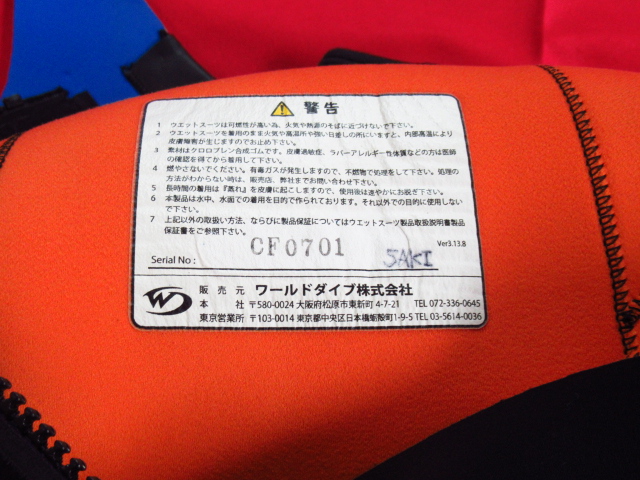 警告
1 ウエットスーツは可燃性が高い為、火気や熱源のそばに近づけないで下さい。
2 ウエットスーツを着用のまま火気や高温所や強い日差しの所にいますと、内部高温により
皮膚障害が生じますのでお止め下さい。
3 素材はクロロプレン合成ゴムです。皮膚過敏症、ラバーアレルギー性体質などの方は医師
の確認を得てから着用して下さい。
4 燃やさないでください。有毒ガスが発生しますので、不燃物で処理をして下さい。処理の
方法がわからない時は、販売店、弊社までお問い合わせ下さい。
5 長時間の着用は『蒸れ』を皮膚に起こしますので、使用後は速やかにお脱ぎ下さい。
6 本製品は水中、水面での着用を目的で作られております。それ以外での目的に使用しない
で下さい。
7 上記以外の取扱い方法、ならびに製品保証についてはウエットスーツ製品取扱説明書製品
保証書をご参照下さい。
Ver3.13.8
Serial No : CF0701 SAKI
販売元 ワールドダイブ株式会社
本社 〒580-0024 大阪府松原市東新町 4-7-21 TEL 072-336-0645
東京営業所 〒103-0014 東京都中央区日本橋蛎殻町1-9-5 TEL 03-5614-0036